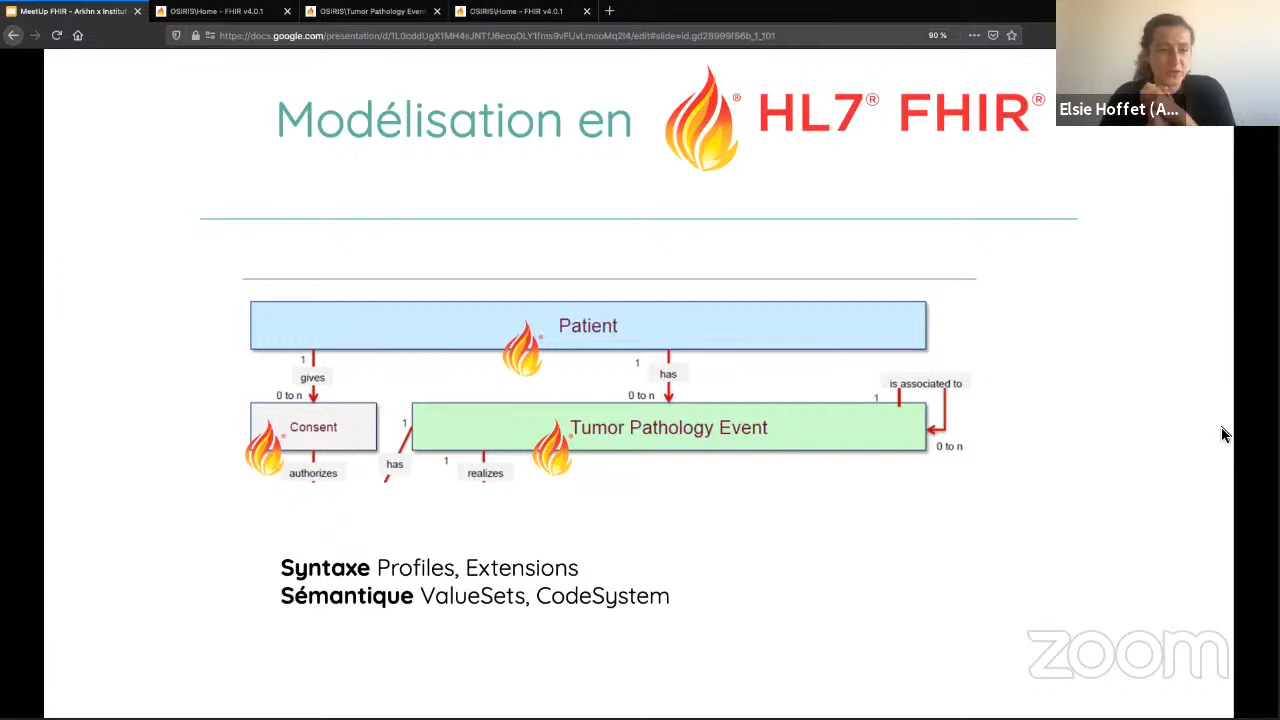 MeetUp FHIR - Arkhn x Institut
OSIRIS\Home - FHIR v4.0.1
OSIRIS\Tumor Pathology Event
OSIRIS\Home - FHIR v4.0.1
90 %
Elsie Hoffet (A...
Modélisation en HL7® FHIR®
Patient
1
gives
0 to n
1
has
0 to n
is associated to
1
0 to n
Consent
authorizes
1
has
Tumor Pathology Event
1
realizes
Syntaxe Profiles, Extensions
Sémantique ValueSets, CodeSystem
zoom